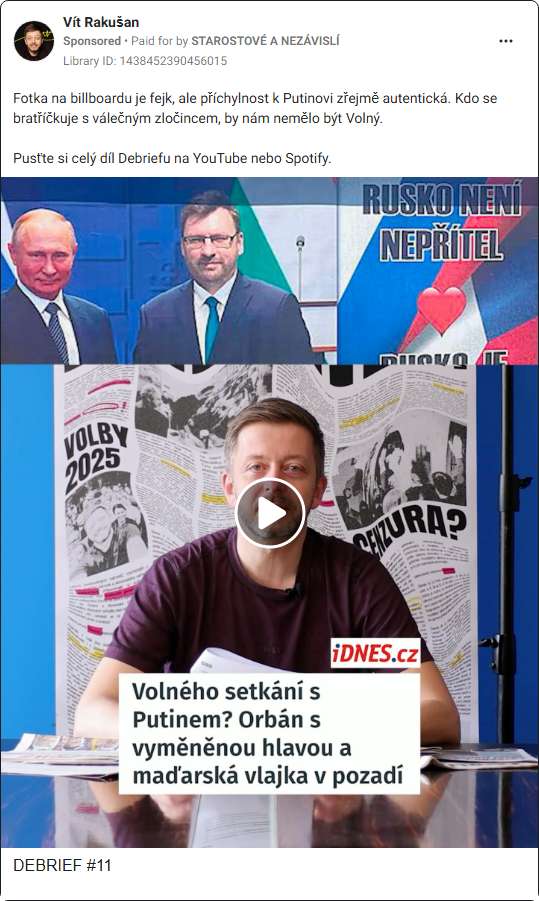 Vít Rakušan
Sponsored • Paid for by STAROSTOVÉ A NEZÁVISLÍ
Library ID: 1438452390456015
Fotka na billboardu je fejk, ale příchylnost k Putinovi zřejmě autentická. Kdo se
bratříčkuje s válečným zločincem, by nám nemělo být Volný.
Pusťte si celý díl Debriefu na YouTube nebo Spotify.
RUSKO NENÍ
NEPŘÍTEL
VOLBY
2025
CENZURA?
iDNES.cz
Volného setkání s
Putinem? Orbán s
vyměněnou hlavou a
maďarská vlajka v pozadí
DEBRIEF #11